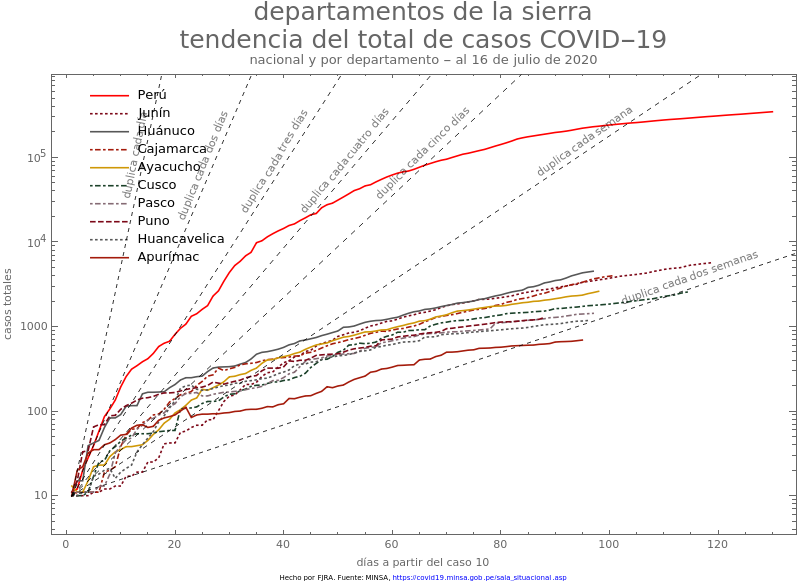 departamentos de la sierra
tendencia del total de casos COVID‒19
nacional y por departamento ‒ al 16 de julio de 2020
Perú
Junín
Huánuco
Cajamarca
Ayacucho
Cusco
Pasco
Puno
Huancavelica
Apurímac
duplica cada día
duplica cada dos días
duplica cada tres días
duplica cada cuatro días
duplica cada cinco días
duplica cada semana
duplica cada dos semanas
casos totales
10^5
10^4
1000
100
10
0 20 40 60 80 100 120
días a partir del caso 10
Hecho por FJRA. Fuente: MINSA, https://covid19.minsa.gob.pe/sala_situacional.asp